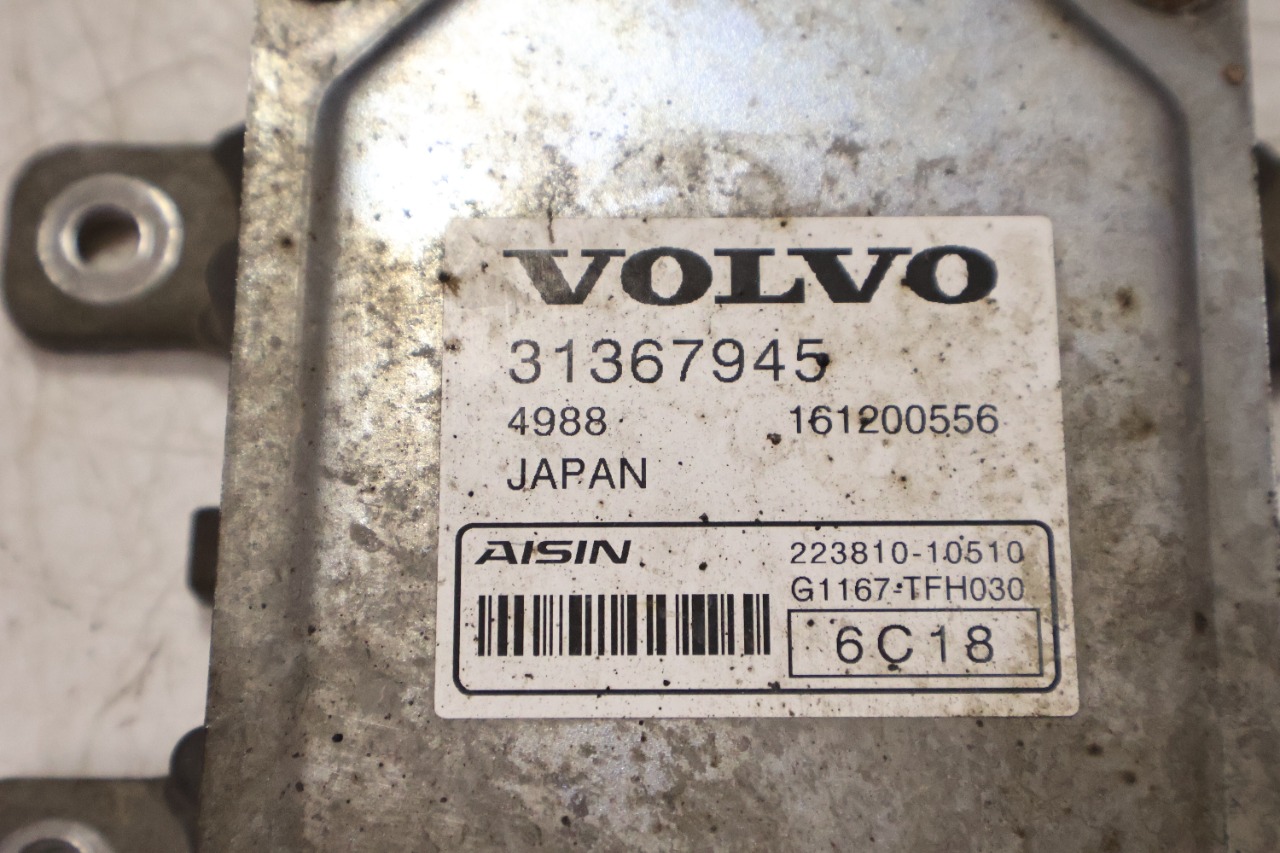 VOLVO
31367945
4988 161200556
JAPAN
AISIN 223810-10510
G1167-TFH030
6C18